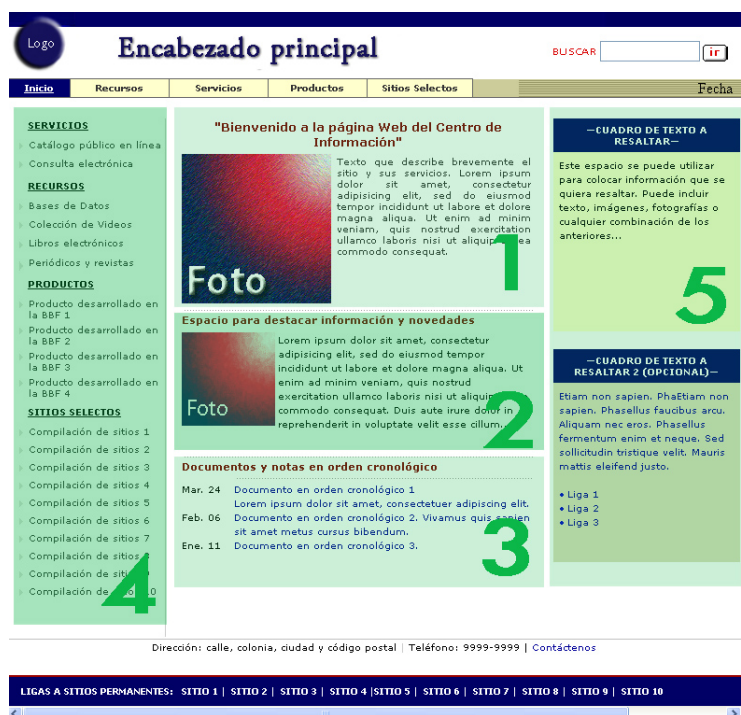 Logo
Encabezado principal
BUSCAR
ir
Inicio Recursos Servicios Productos Sitios Selectos Fecha
SERVICIOS
Catálogo público en línea
Consulta electrónica
RECURSOS
Bases de Datos
Colección de Videos
Libros electrónicos
Periódicos y revistas
PRODUCTOS
Producto desarrollado en
la BBF 1
Producto desarrollado en
la BBF 2
Producto desarrollado en
la BBF 3
Producto desarrollado en
la BBF 4
SITIOS SELECTOS
Compilación de sitios 1
Compilación de sitios 2
Compilación de sitios 3
Compilación de sitios 4
Compilación de sitios 5
Compilación de sitios 6
Compilación de sitios 7
Compilación de sitios
Compilación de
Compilación de 10
4
"Bienvenido a la página Web del Centro de
Información"
Foto
Texto que describe brevemente el
sitio y sus servicios. Lorem ipsum
dolor sit amet, consectetur
adipisicing elit, sed do eiusmod
tempor incididunt ut labore et dolore
magna aliqua. Ut enim ad minim
veniam, quis nostrud exercitation
ullamco laboris nisi ut aliquip ea
commodo consequat.
1
Espacio para destacar información y novedades
Foto
Lorem ipsum dolor sit amet, consectetur
adipisicing elit, sed do eiusmod tempor
incididunt ut labore et dolore magna aliqua. Ut
enim ad minim veniam, quis nostrud
exercitation ullamco laboris nisi ut
commodo consequat. Duis aute irure dolor in
reprehenderit in voluptate velit esse cillum...
2
Documentos y notas en orden cronológico
Mar. 24 Documento en orden cronológico 1
Lorem ipsum dolor sit amet, consectetuer adipiscing elit.
Feb. 06 Documento en orden cronológico 2. Vivamus quis sapien
sit amet metus cursus bibendum.
Ene. 11 Documento en orden cronológico 3.
3
—CUADRO DE TEXTO A
RESALTAR—
Este espacio se puede utilizar
para colocar información que se
quiera resaltar. Puede incluir
texto, imágenes, fotografías o
cualquier combinación de los
anteriores...
5
—CUADRO DE TEXTO A
RESALTAR 2 (OPCIONAL)—
Etiam non sapien. PhaEtiam non
sapien. Phasellus faucibus arcu.
Aliquam nec eros. Phasellus
fermentum enim et neque. Sed
sollicitudin tristique velit. Mauris
mattis eleifend justo.
• Liga 1
• Liga 2
• Liga 3
Dirección: calle, colonia, ciudad y código postal | Teléfono: 9999-9999 | Contáctenos
LIGAS A SITIOS PERMANENTES: SITIO 1 | SITIO 2 | SITIO 3 | SITIO 4 |SITIO 5 | SITIO 6 | SITIO 7 | SITIO 8 | SITIO 9 | SITIO 10